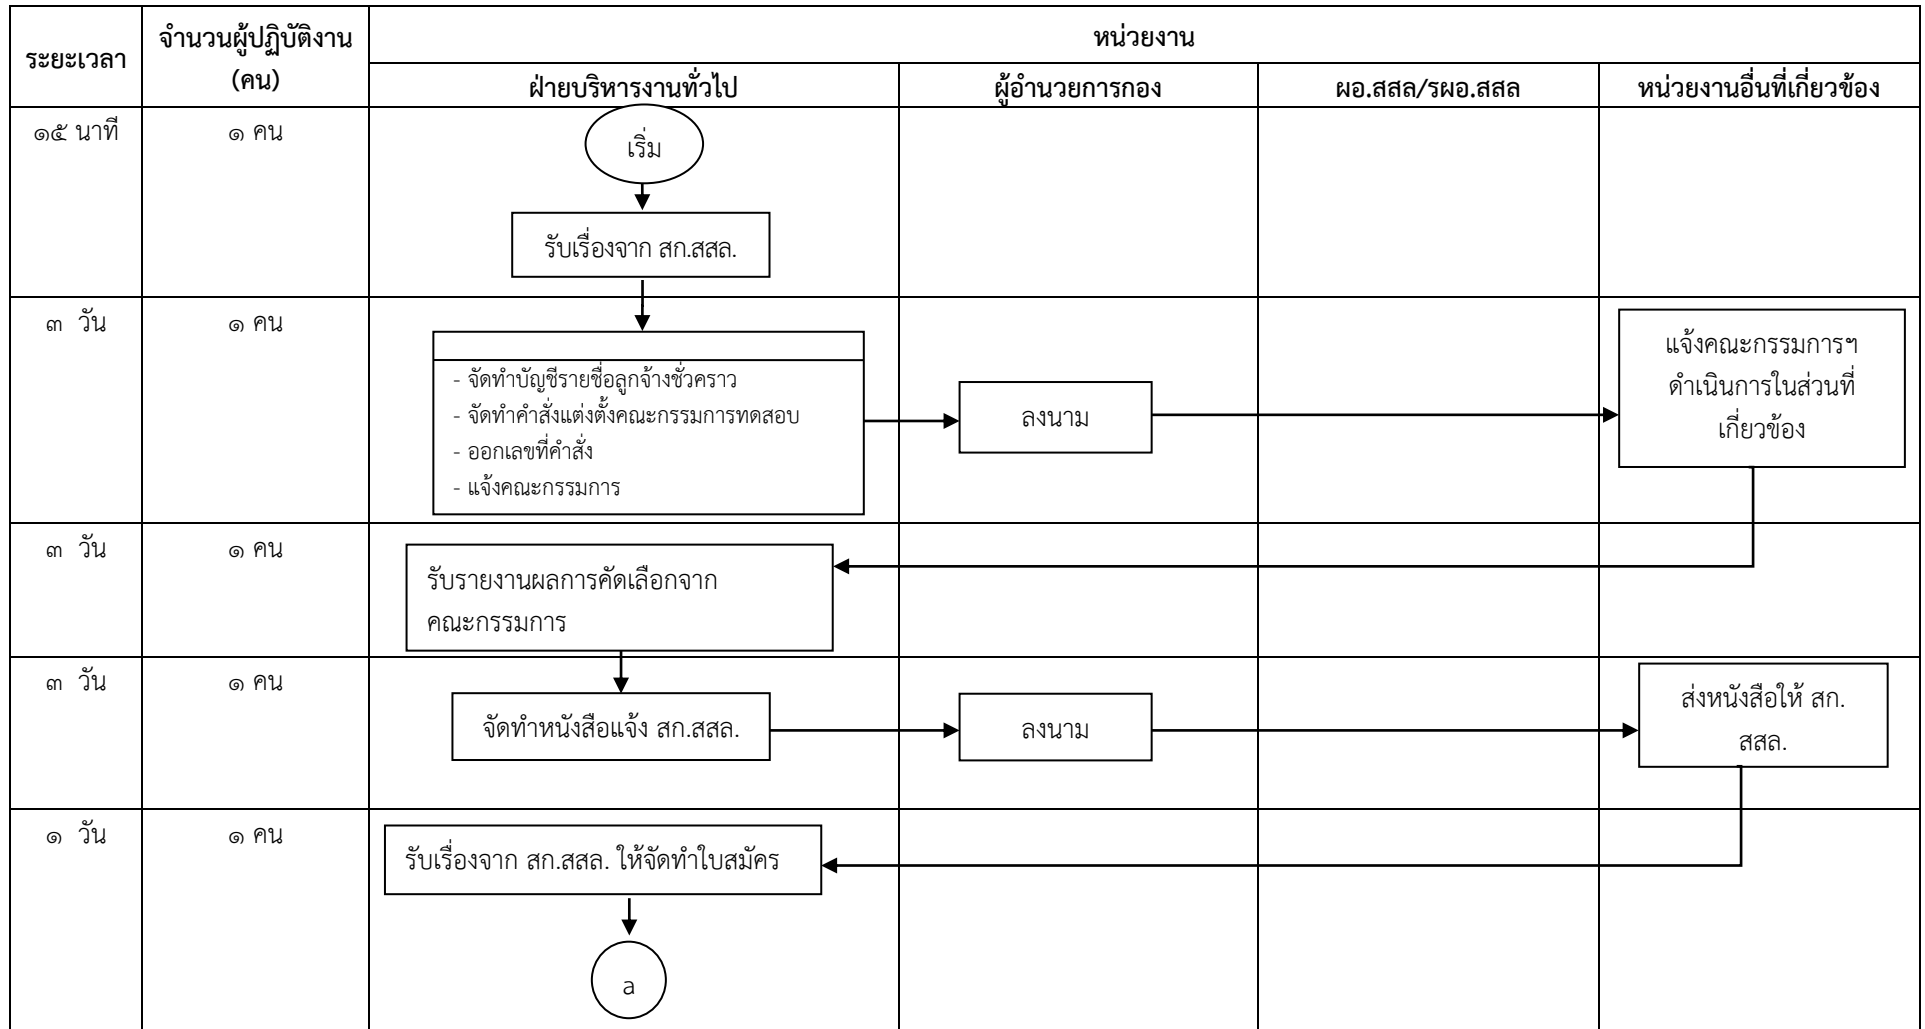 ระยะเวลา
จำนวนผู้ปฏิบัติงาน
(คน)
หน่วยงาน
ฝ่ายบริหารงานทั่วไป
ผู้อำนวยการกอง
ผอ.สสล/รผอ.สสล
หน่วยงานอื่นที่เกี่ยวข้อง
๑๕ นาที
๑ คน
เริ่ม
รับเรื่องจาก สก.สสล.
๓ วัน
๑ คน
- จัดทำบัญชีรายชื่อลูกจ้างชั่วคราว
- จัดทำคำสั่งแต่งตั้งคณะกรรมการทดสอบ
- ออกเลขที่คำสั่ง
- แจ้งคณะกรรมการ
ลงนาม
แจ้งคณะกรรมการฯ
ดำเนินการในส่วนที่
เกี่ยวข้อง
๓ วัน
๑ คน
รับรายงานผลการคัดเลือกจาก
คณะกรรมการ
๓ วัน
๑ คน
จัดทำหนังสือแจ้ง สก.สสล.
ลงนาม
ส่งหนังสือให้ สก.
สสล.
๑ วัน
๑ คน
รับเรื่องจาก สก.สสล. ให้จัดทำใบสมัคร
a